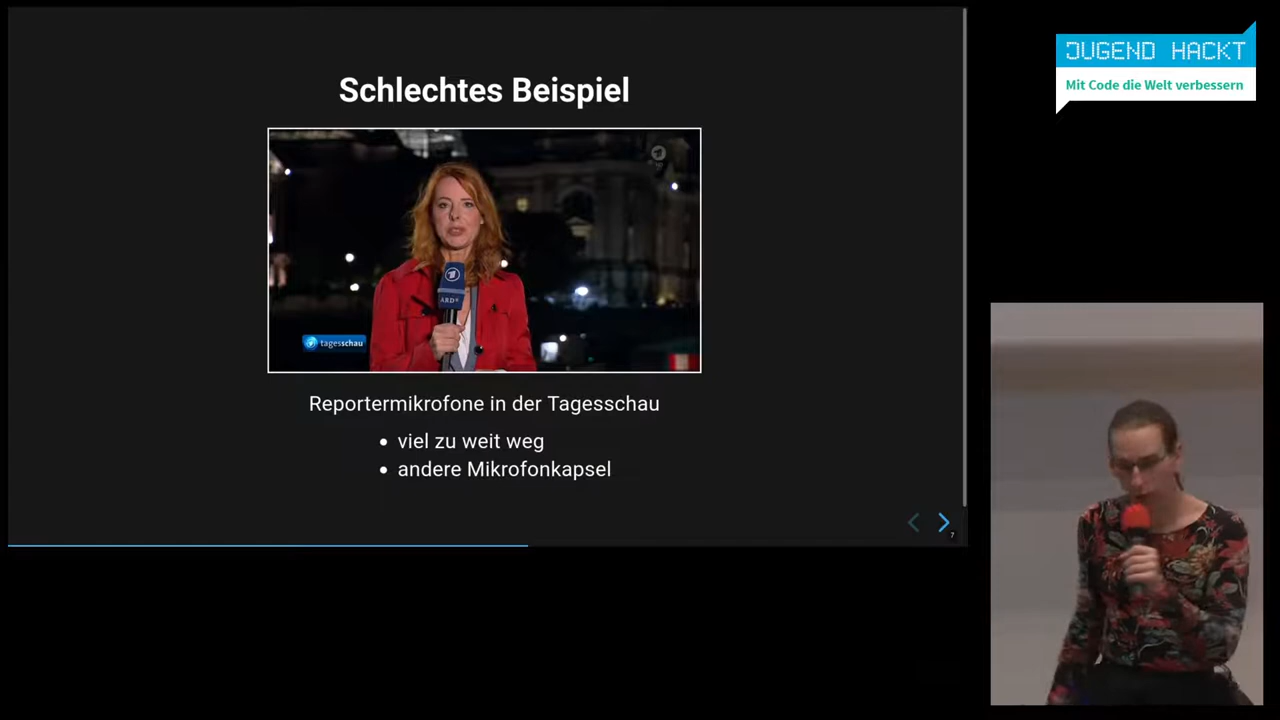 Schlechtes Beispiel
ARD
tagesschau
Reportermikrofone in der Tagesschau
viel zu weit weg
andere Mikrofonkapsel
7
JUGEND HACKT
Mit Code die Welt verbessern